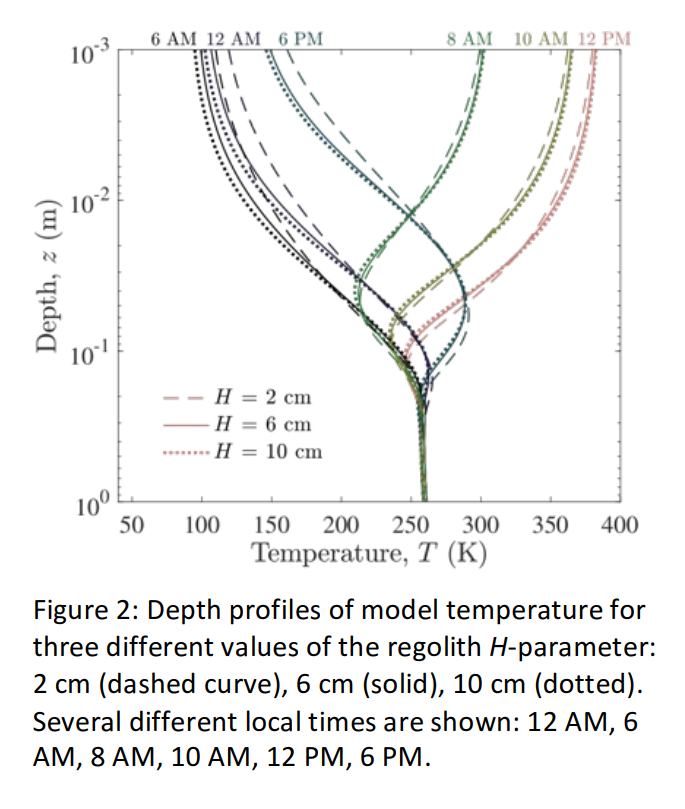 6 AM 12 AM 6 PM 8 AM 10 AM 12 PM
10-3
10-2
Depth, z (m)
10-1
H = 2 cm
H = 6 cm
H = 10 cm
100
50 100 150 200 250 300 350 400
Temperature, T (K)
Figure 2: Depth profiles of model temperature for
three different values of the regolith H-parameter:
2 cm (dashed curve), 6 cm (solid), 10 cm (dotted).
Several different local times are shown: 12 AM, 6
AM, 8 AM, 10 AM, 12 PM, 6 PM.